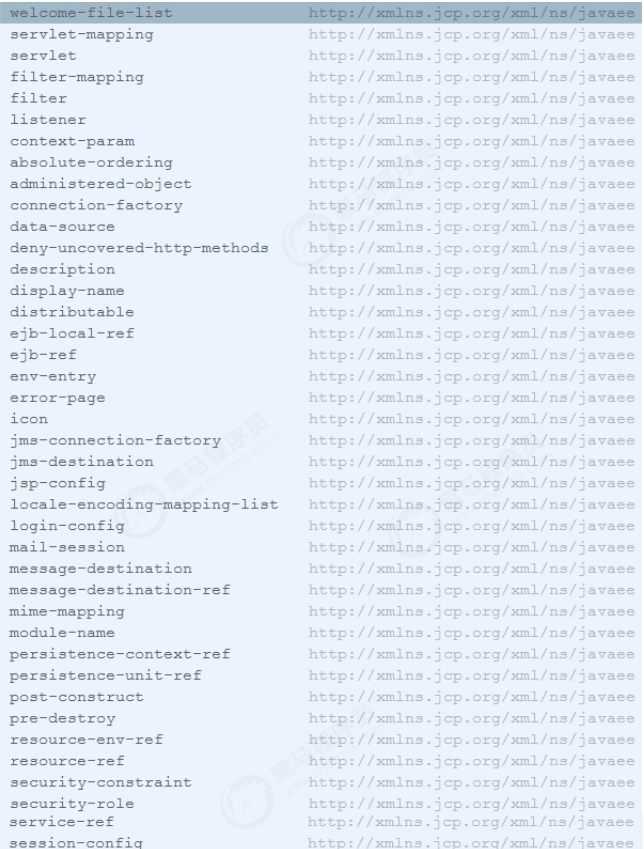 welcome-file-list http://xmlns.jcp.org/xml/ns/javaee
servlet-mapping http://xmlns.jcp.org/xml/ns/javaee
servlet http://xmlns.jcp.org/xml/ns/javaee
filter-mapping http://xmlns.jcp.org/xml/ns/javaee
filter http://xmlns.jcp.org/xml/ns/javaee
listener http://xmlns.jcp.org/xml/ns/javaee
context-param http://xmlns.jcp.org/xml/ns/javaee
absolute-ordering http://xmlns.jcp.org/xml/ns/javaee
administered-object http://xmlns.jcp.org/xml/ns/javaee
connection-factory http://xmlns.jcp.org/xml/ns/javaee
data-source http://xmlns.jcp.org/xml/ns/javaee
deny-uncovered-http-methods http://xmlns.jcp.org/xml/ns/javaee
description http://xmlns.jcp.org/xml/ns/javaee
display-name http://xmlns.jcp.org/xml/ns/javaee
distributable http://xmlns.jcp.org/xml/ns/javaee
ejb-local-ref http://xmlns.jcp.org/xml/ns/javaee
ejb-ref http://xmlns.jcp.org/xml/ns/javaee
env-entry http://xmlns.jcp.org/xml/ns/javaee
error-page http://xmlns.jcp.org/xml/ns/javaee
icon http://xmlns.jcp.org/xml/ns/javaee
jms-connection-factory http://xmlns.jcp.org/xml/ns/javaee
jms-destination http://xmlns.jcp.org/xml/ns/javaee
jsp-config http://xmlns.jcp.org/xml/ns/javaee
locale-encoding-mapping-list http://xmlns.jcp.org/xml/ns/javaee
login-config http://xmlns.jcp.org/xml/ns/javaee
mail-session http://xmlns.jcp.org/xml/ns/javaee
message-destination http://xmlns.jcp.org/xml/ns/javaee
message-destination-ref http://xmlns.jcp.org/xml/ns/javaee
mime-mapping http://xmlns.jcp.org/xml/ns/javaee
module-name http://xmlns.jcp.org/xml/ns/javaee
persistence-context-ref http://xmlns.jcp.org/xml/ns/javaee
persistence-unit-ref http://xmlns.jcp.org/xml/ns/javaee
post-construct http://xmlns.jcp.org/xml/ns/javaee
pre-destroy http://xmlns.jcp.org/xml/ns/javaee
resource-env-ref http://xmlns.jcp.org/xml/ns/javaee
resource-ref http://xmlns.jcp.org/xml/ns/javaee
security-constraint http://xmlns.jcp.org/xml/ns/javaee
security-role http://xmlns.jcp.org/xml/ns/javaee
service-ref http://xmlns.jcp.org/xml/ns/javaee
session-config http://xmlns.jcp.org/xml/ns/javaee
黑马程序员